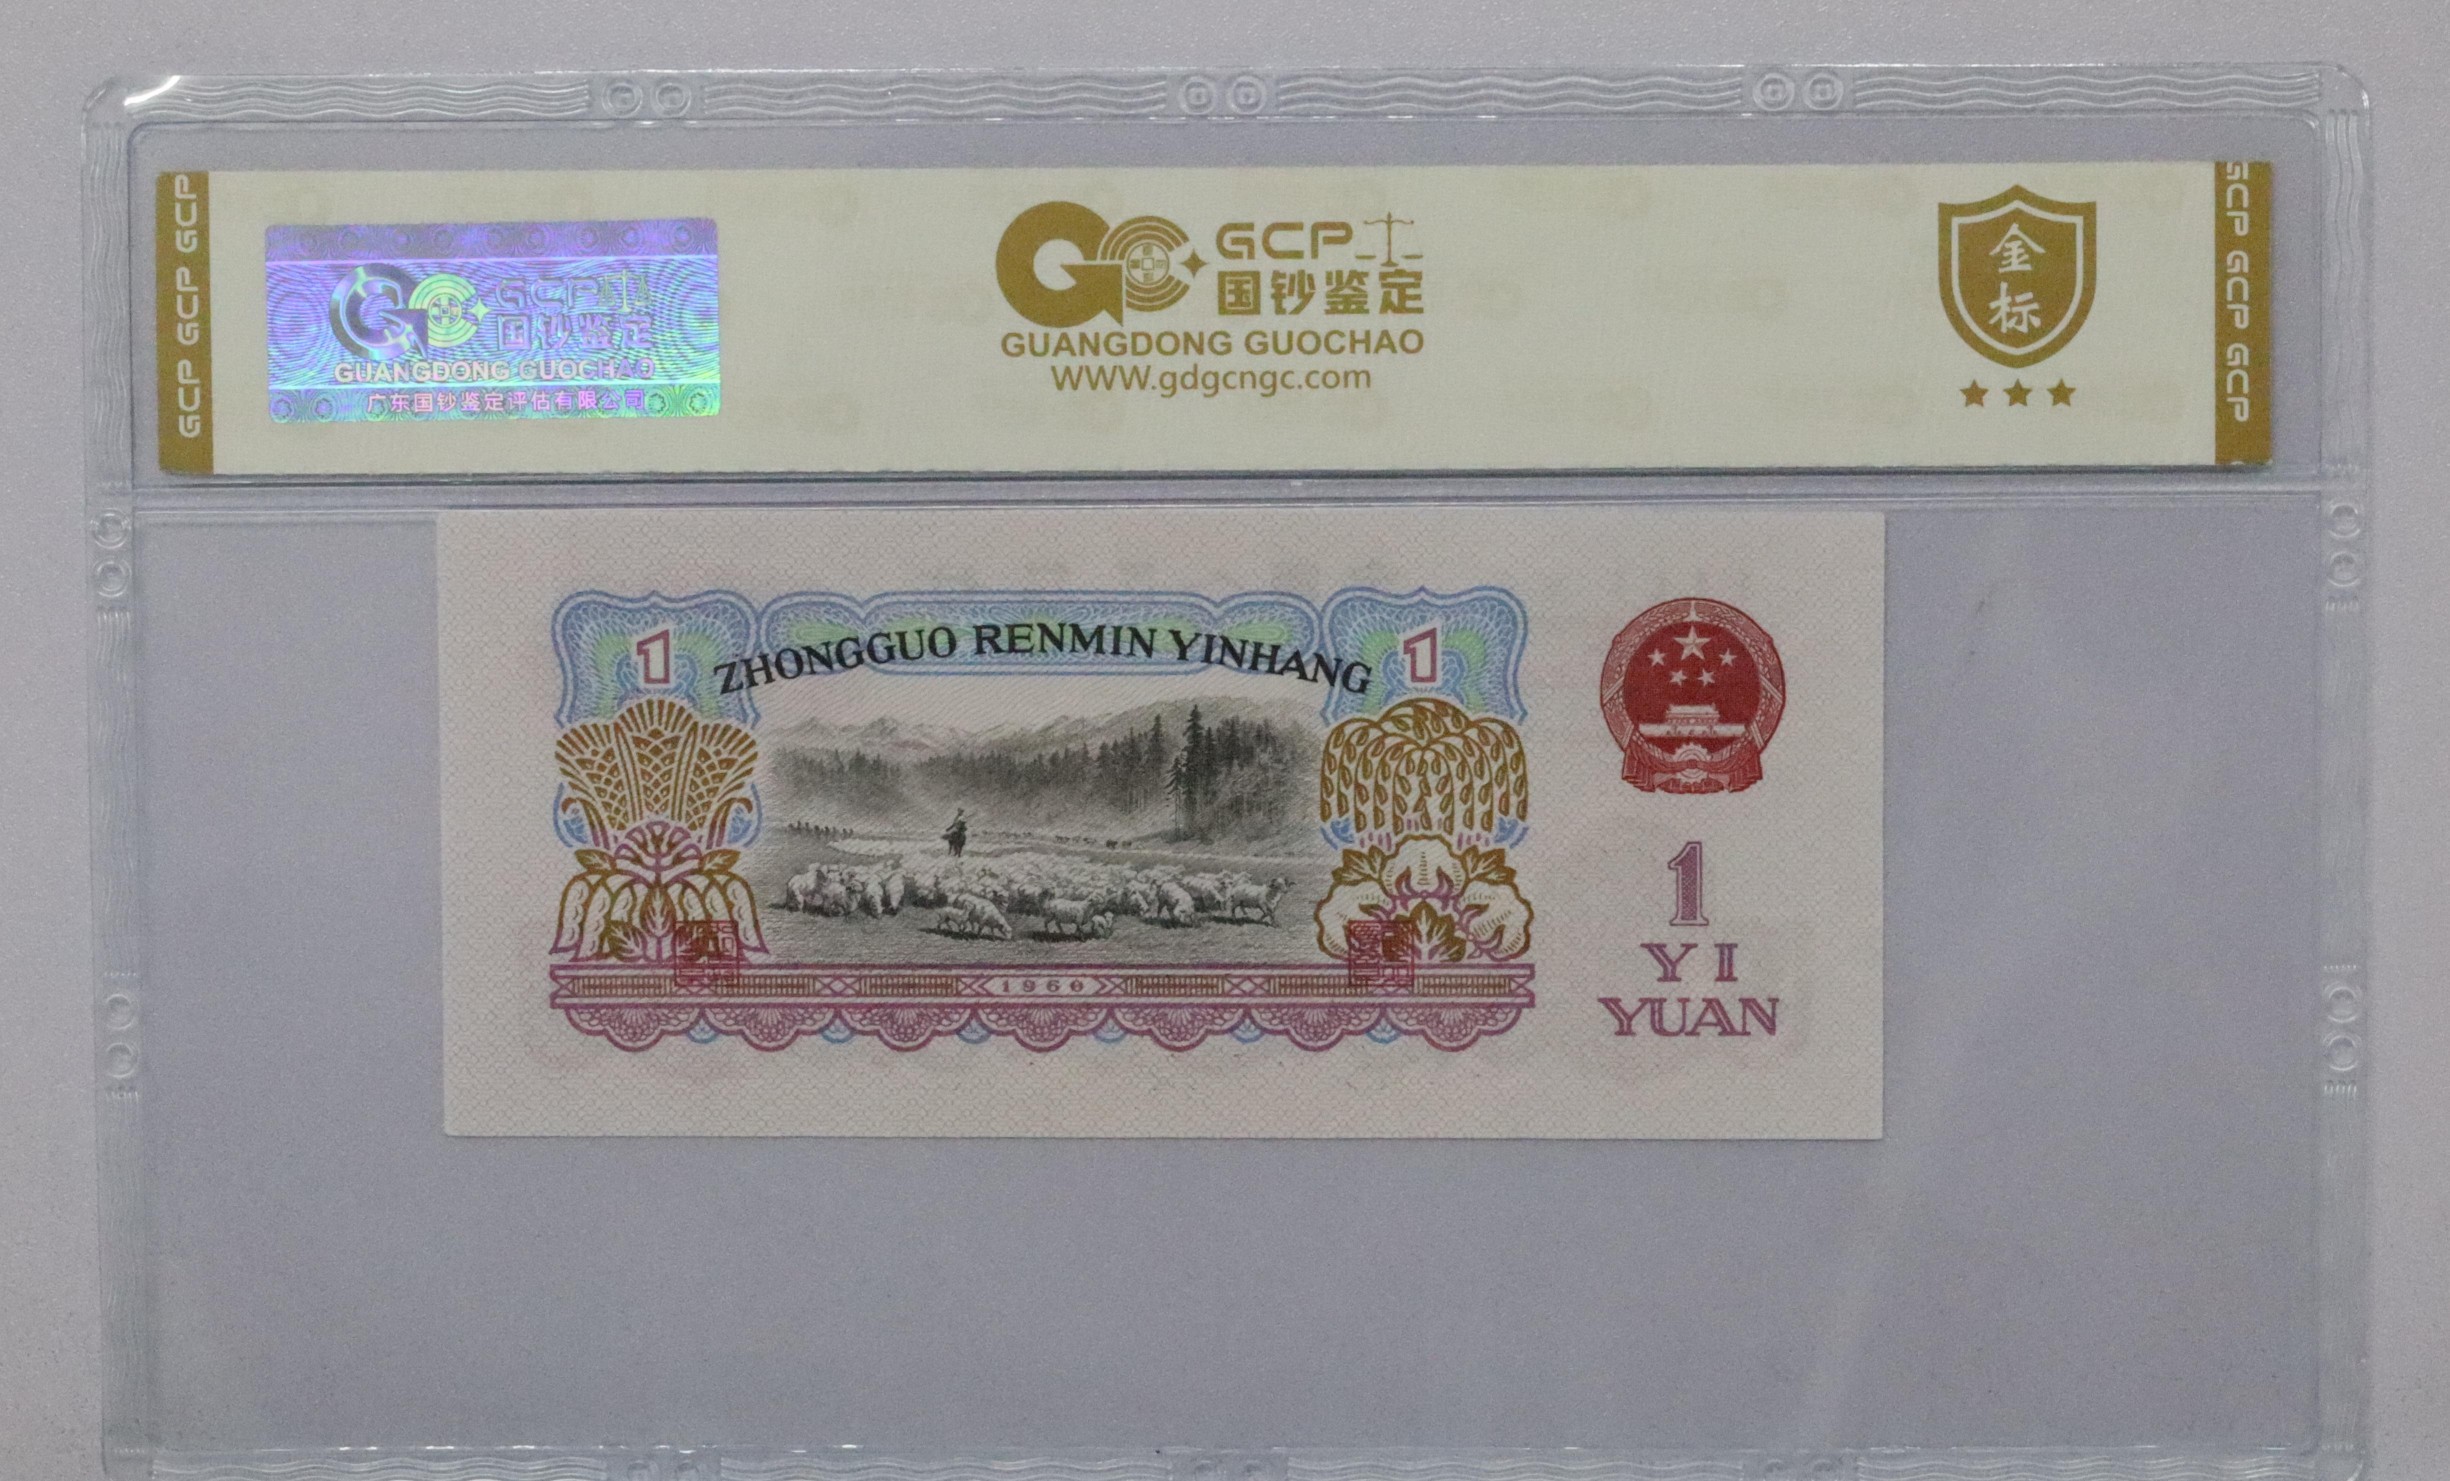 GCP GCP GCP
GCP
国钞鉴定
GUANGDONG GUOCHAO
广东国钞鉴定评估有限公司
GCP
国钞鉴定
GUANGDONG GUOCHAO
WWW.gdgcngc.com
金
标
GCP GCP GCP
1
ZHONGGUO RENMIN YINHANG
1
1960
1
YI
YUAN